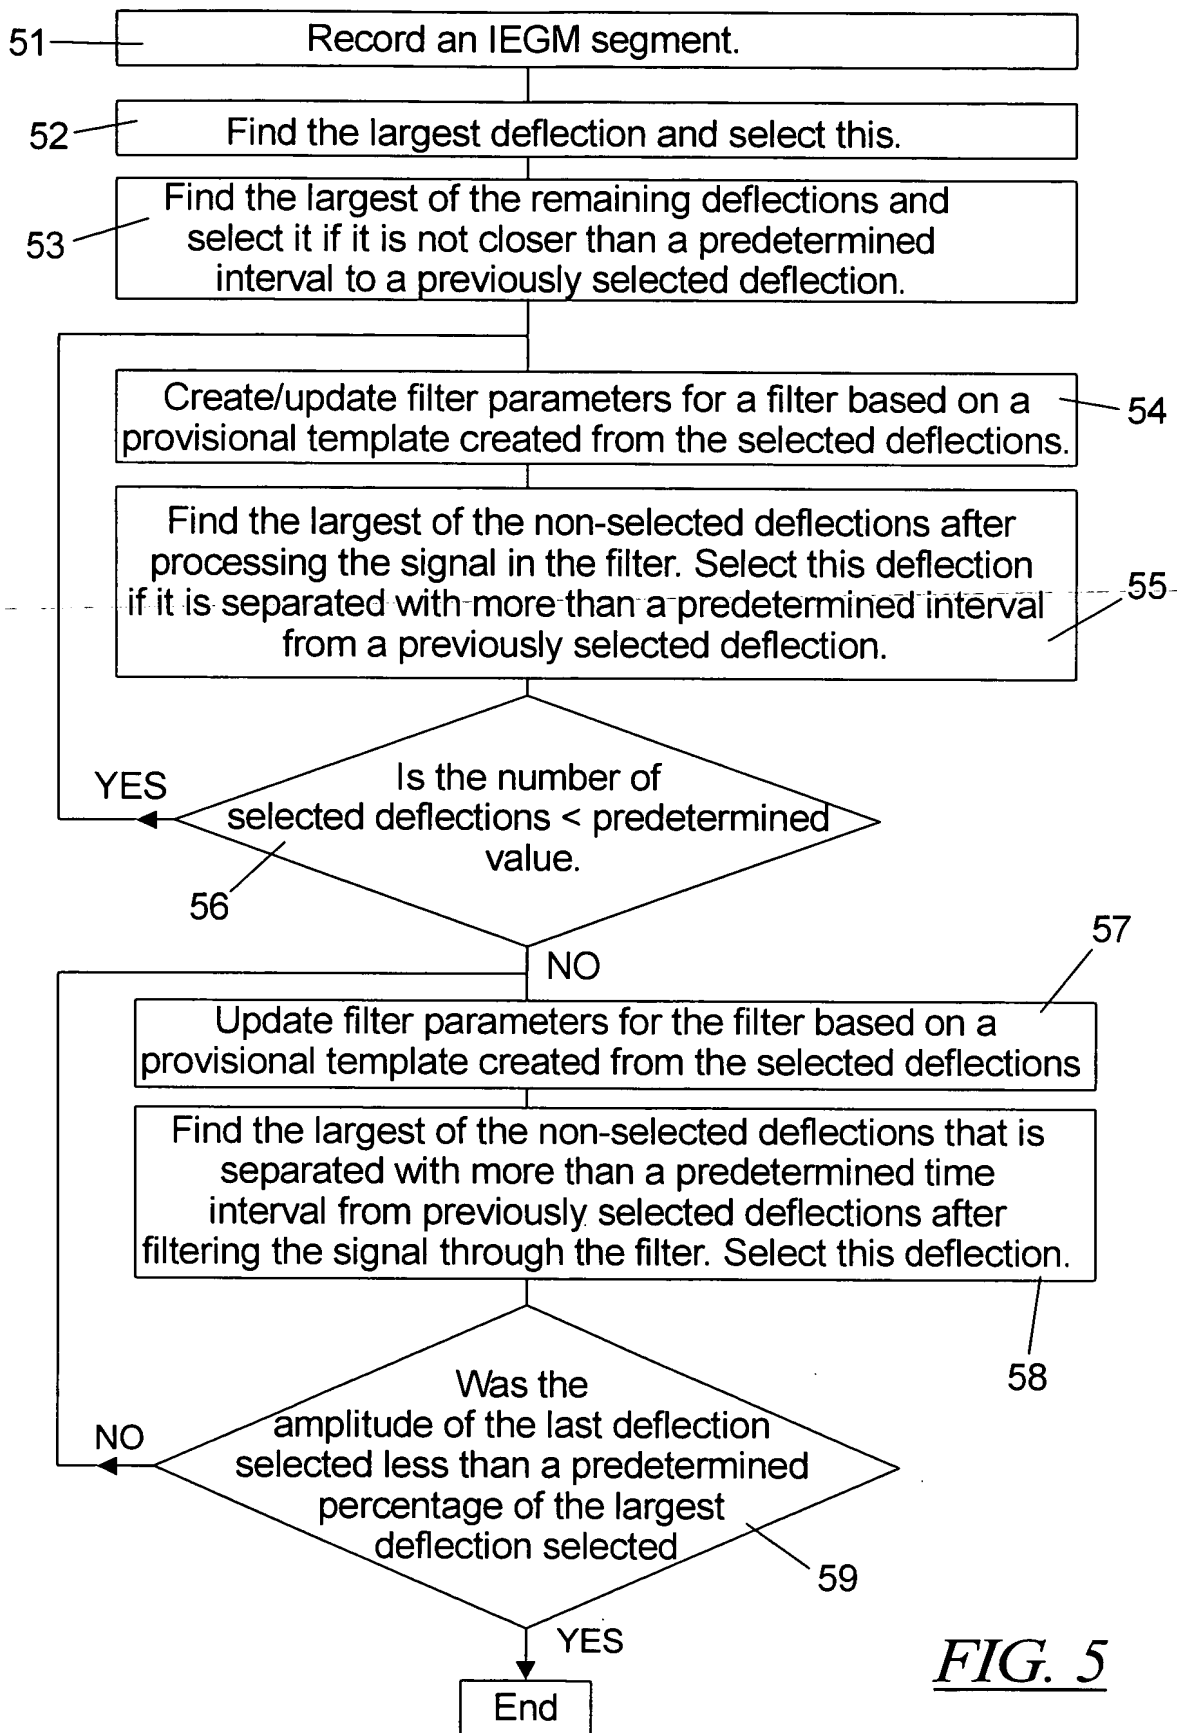 51
Record an IEGM segment.
52
Find the largest deflection and select this.
53
Find the largest of the remaining deflections and
select it if it is not closer than a predetermined
interval to a previously selected deflection.
Create/update filter parameters for a filter based on a
provisional template created from the selected deflections.
54
Find the largest of the non-selected deflections after
processing the signal in the filter. Select this deflection
if it is separated with more than a predetermined interval
from a previously selected deflection.
55
YES
Is the number of
selected deflections < predetermined
value.
56
NO
57
Update filter parameters for the filter based on a
provisional template created from the selected deflections
Find the largest of the non-selected deflections that is
separated with more than a predetermined time
interval from previously selected deflections after
filtering the signal through the filter. Select this deflection.
58
NO
Was the
amplitude of the last deflection
selected less than a predetermined
percentage of the largest
deflection selected
59
YES
End
FIG. 5